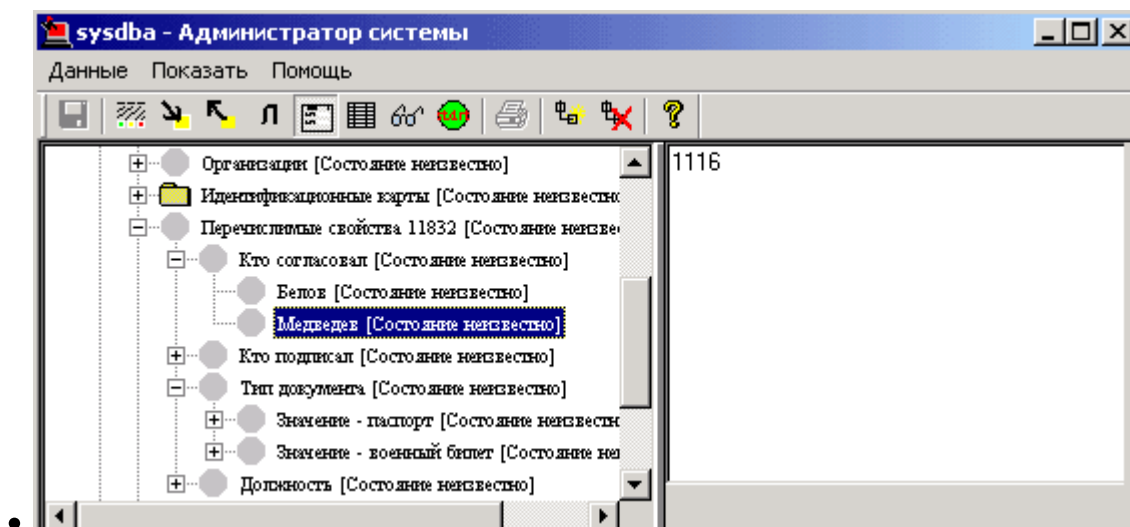 sysdba - Администратор системы
Данные Показать Помощь
Л t4n
Организации [Состояние неизвестно]
Идентификационные карты [Состояние неизвестно
Перечислимые свойства 11832 [Состояние неизве
Кто согласовал [Состояние неизвестно]
Белов [Состояние неизвестно]
Медведев [Состояние неизвестно]
Кто подписал [Состояние неизвестно]
Тип документа [Состояние неизвестно]
Значение - паспорт [Состояние неизвестн
Значение - военный билет [Состояние неи
Должность [Состояние неизвестно]
1116